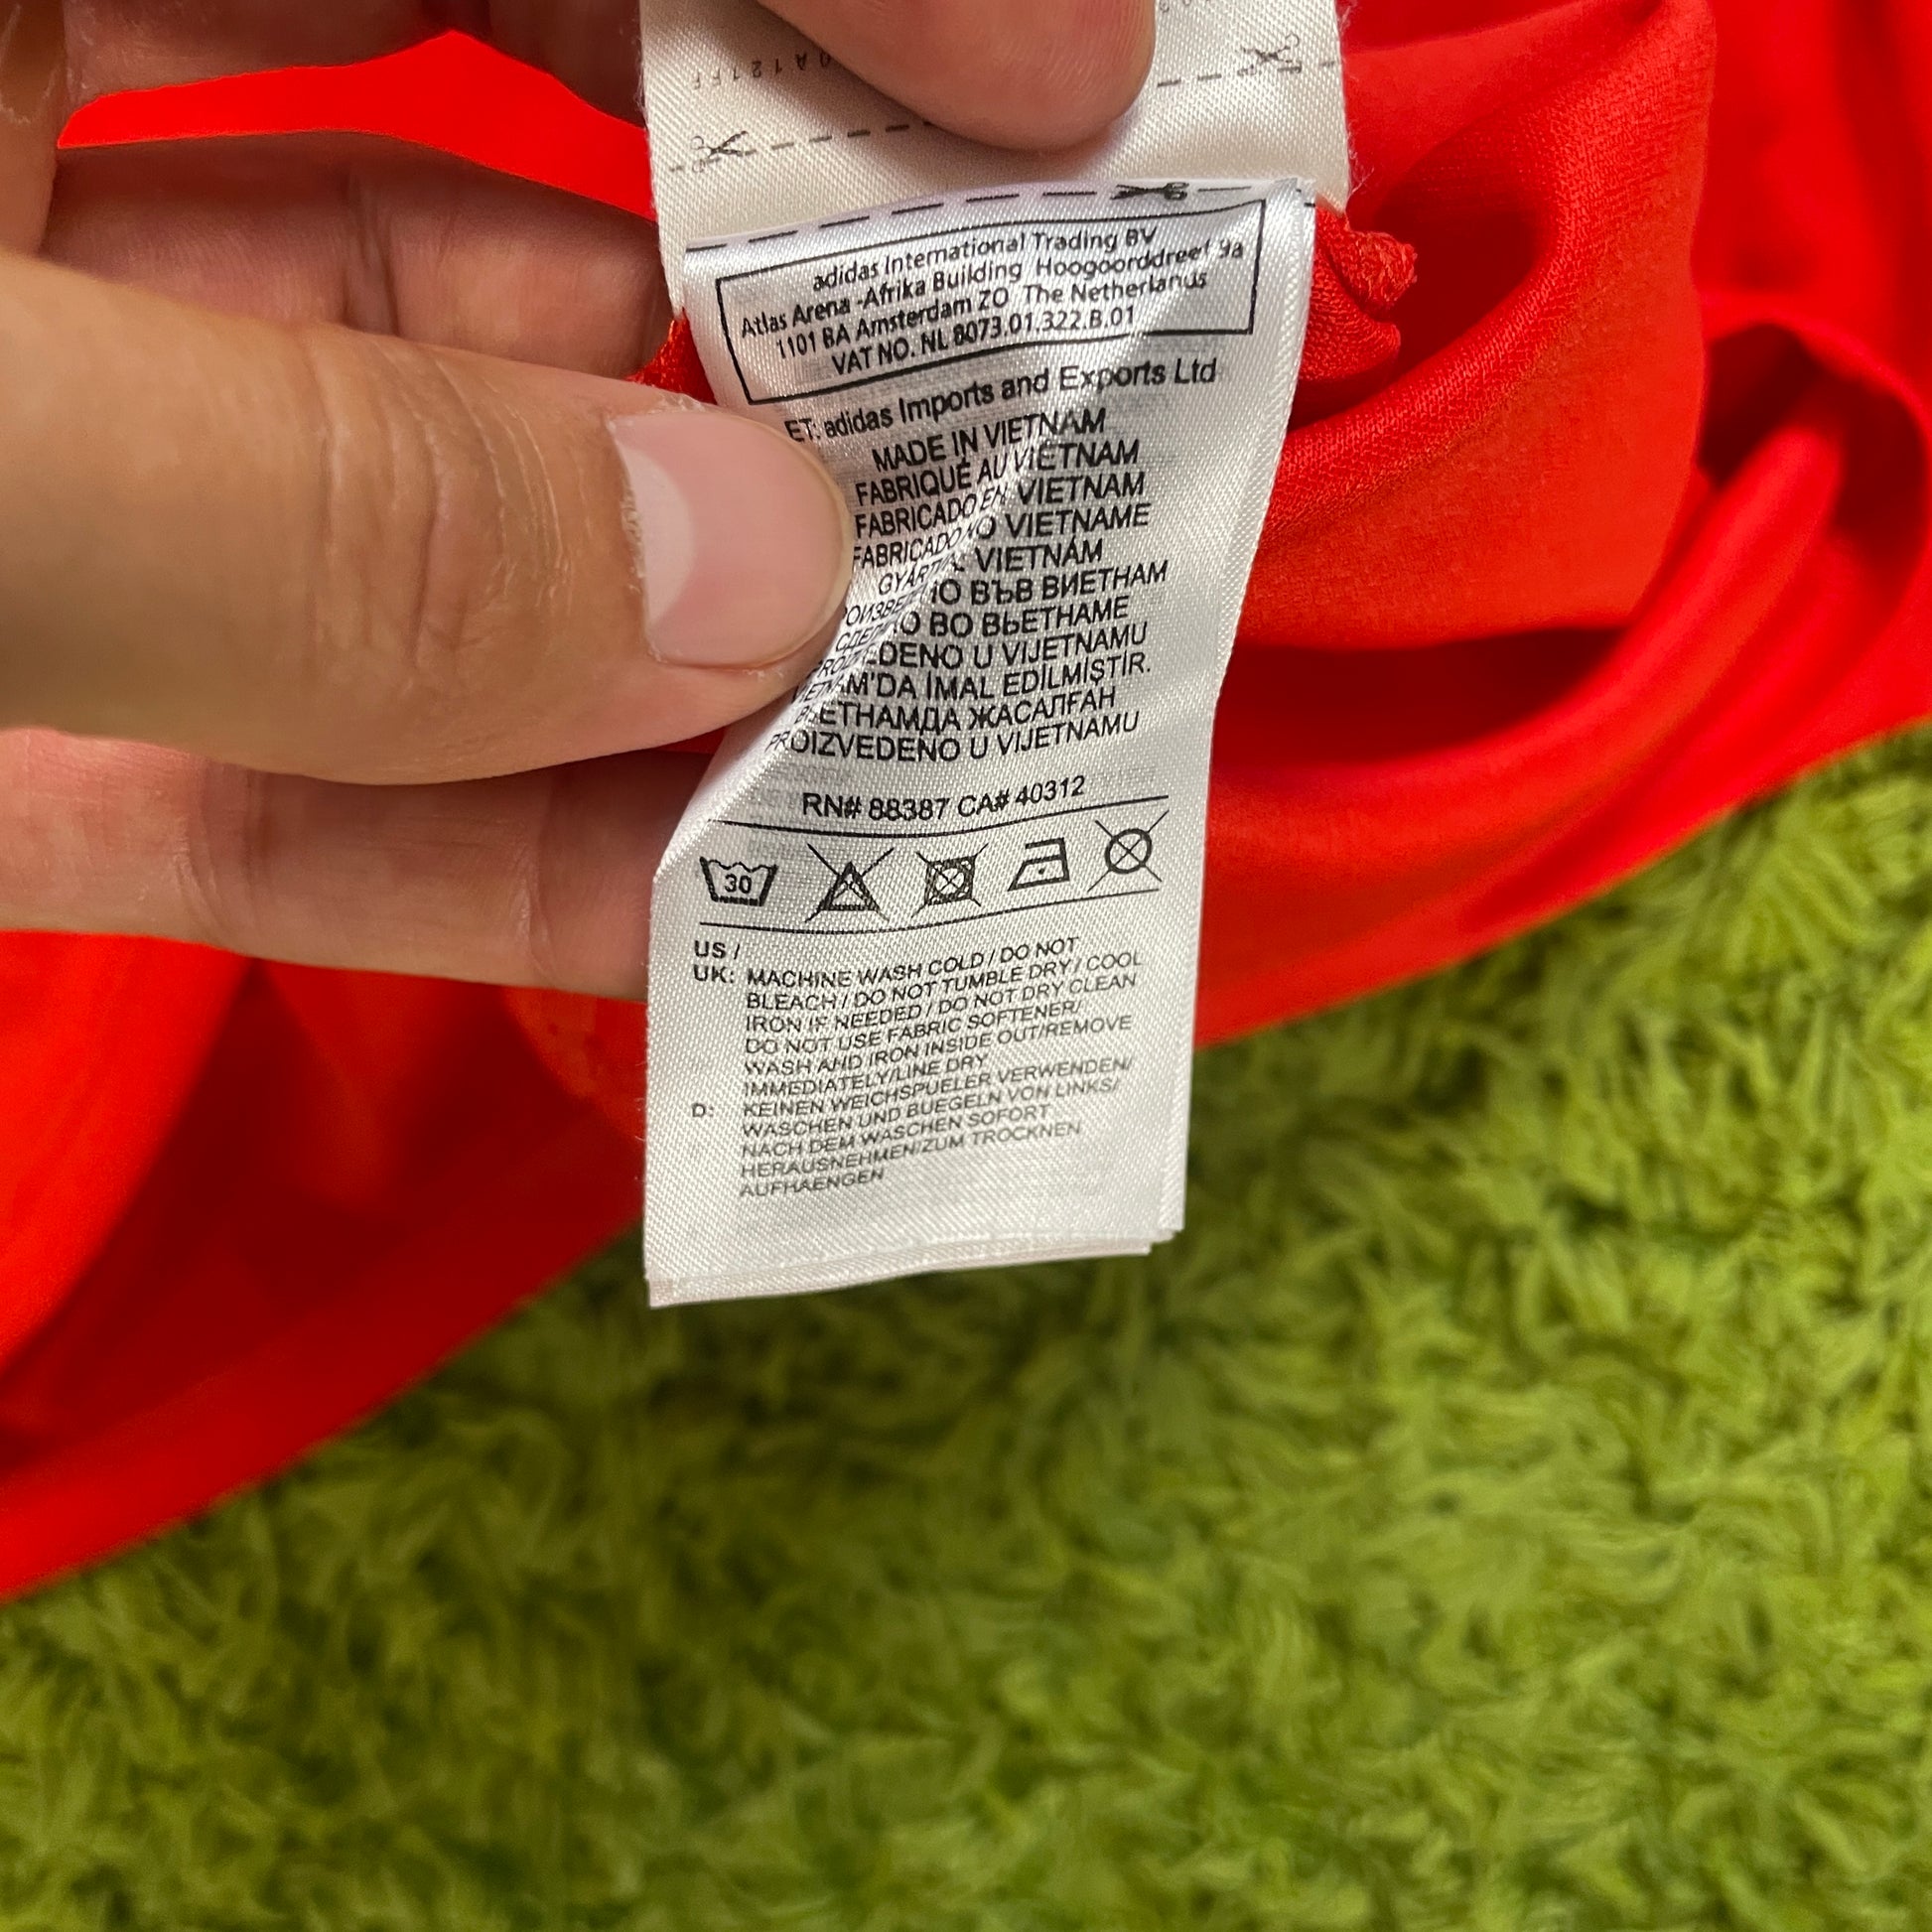 adidas International Trading BV
Atlas Arena -Afrika Building Hoogoorddreef 9a
1101 BA Amsterdam ZO The Netherlands
VAT NO. NL 8073.01.322.B.01
ET: adidas Imports and Exports Ltd
MADE IN VIETNAM
FABRIQUÉ AU VIETNAM
FABRICADO EN VIETNAM
FABRICADO NO VIETNAME
VIETNÁM
ВЪВ ВИЕТНАМ
ВО ВЬЕТНАМЕ
U VIJETNAMU
İMAL EDİLMİŞTİR.
ЖАСАЛҒАН
PROIZVEDENO U VIJETNAMU
RN# 88387 CA# 40312
30
US /
UK: MACHINE WASH COLD / DO NOT
BLEACH / DO NOT TUMBLE DRY / COOL
IRON IF NEEDED / DO NOT DRY CLEAN
DO NOT USE FABRIC SOFTENER/
WASH AND IRON INSIDE OUT/REMOVE
IMMEDIATELY/LINE DRY
D: KEINEN WEICHSPUELER VERWENDEN/
WASCHEN UND BUEGELN VON LINKS/
NACH DEM WASCHEN SOFORT
HERAUSNEHMEN/ZUM TROCKNEN
AUFHAENGEN